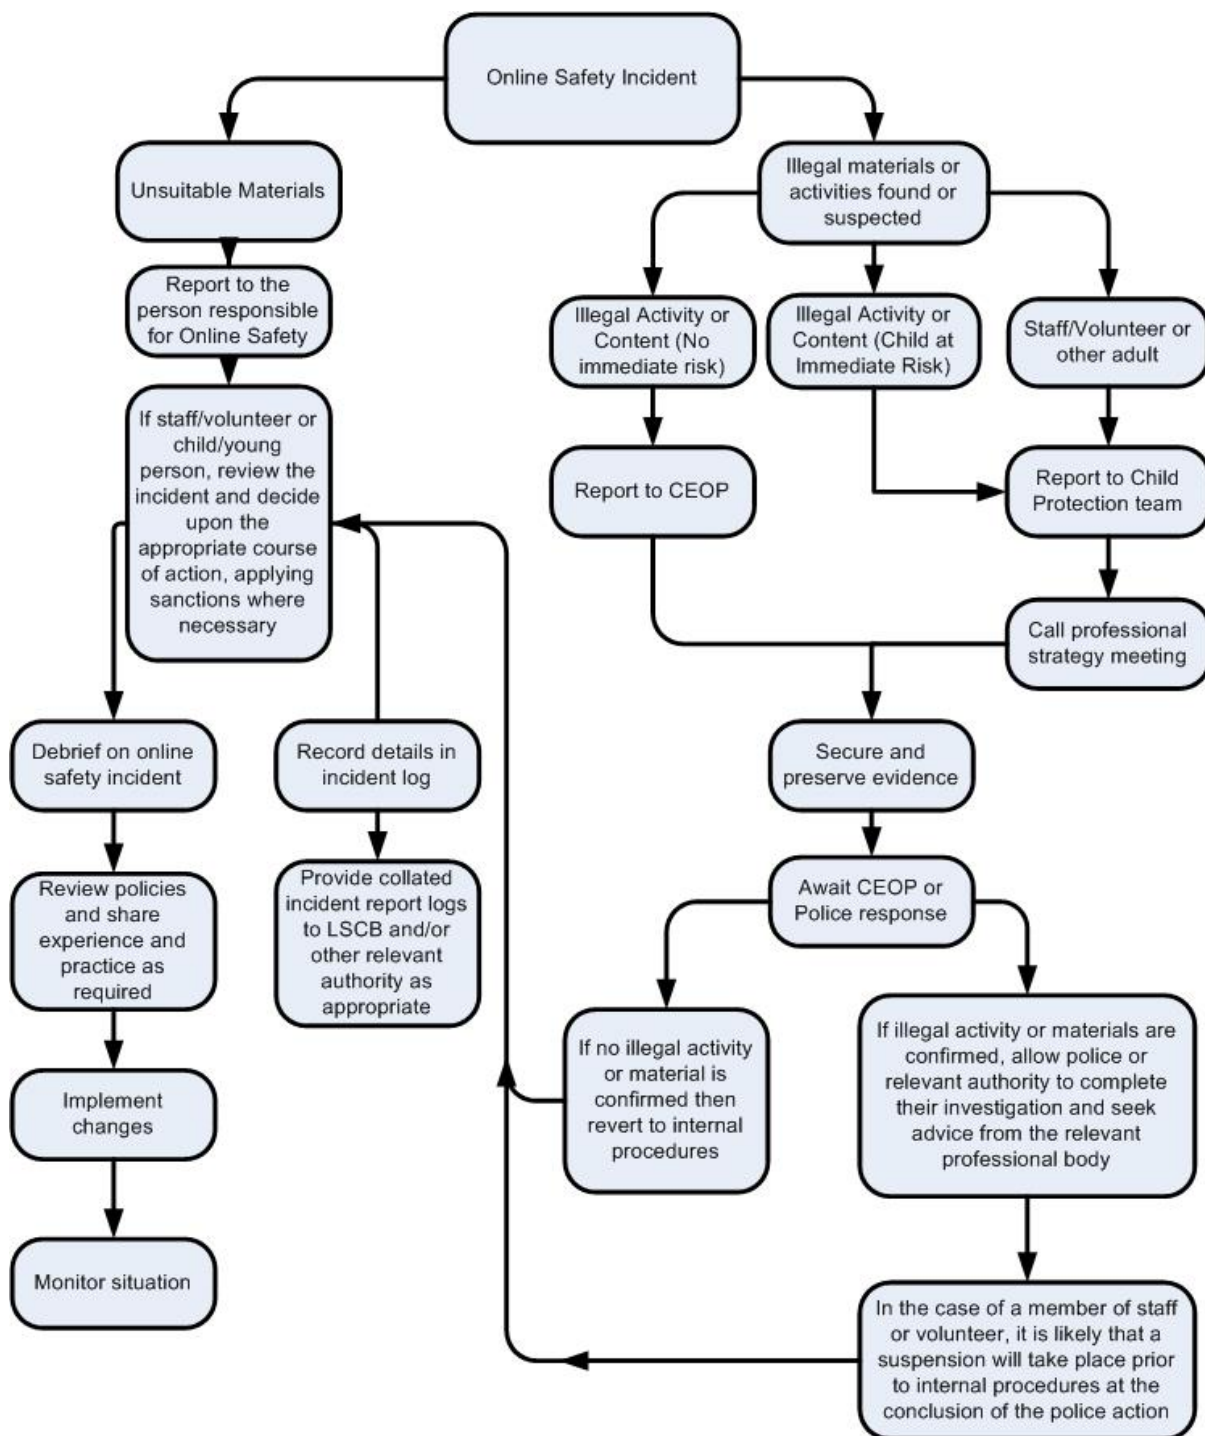 Online Safety Incident
Unsuitable Materials
Illegal materials or
activities found or
suspected
Report to the
person responsible
for Online Safety
Illegal Activity or
Content (No
immediate risk)
Illegal Activity or
Content (Child at
Immediate Risk)
Staff/Volunteer or
other adult
If staff/volunteer or
child/young
person, review the
incident and decide
upon the
appropriate course
of action, applying
sanctions where
necessary
Report to CEOP
Report to Child
Protection team
Call professional
strategy meeting
Debrief on online
safety incident
Record details in
incident log
Secure and
preserve evidence
Review policies
and share
experience and
practice as
required
Provide collated
incident report logs
to LSCB and/or
other relevant
authority as
appropriate
Await CEOP or
Police response
If no illegal activity
or material is
confirmed then
revert to internal
procedures
If illegal activity or materials are
confirmed, allow police or
relevant authority to complete
their investigation and seek
advice from the relevant
professional body
Implement
changes
Monitor situation
In the case of a member of staff
or volunteer, it is likely that a
suspension will take place prior
to internal procedures at the
conclusion of the police action